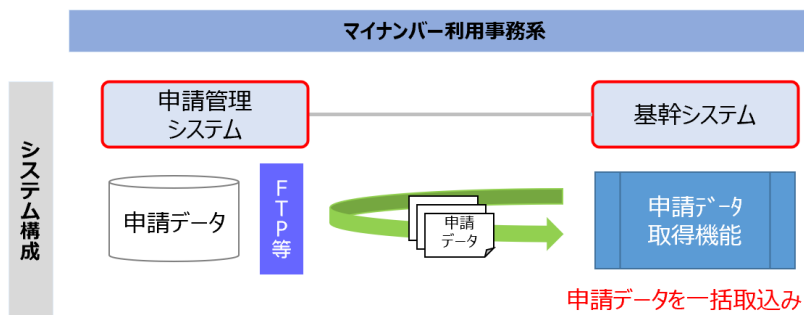 マイナンバー利用事務系
システム構成
申請管理
システム
基幹システム
申請データ
FTP等
申請
データ
申請ﾃﾞｰﾀ
取得機能
申請データを一括取込み